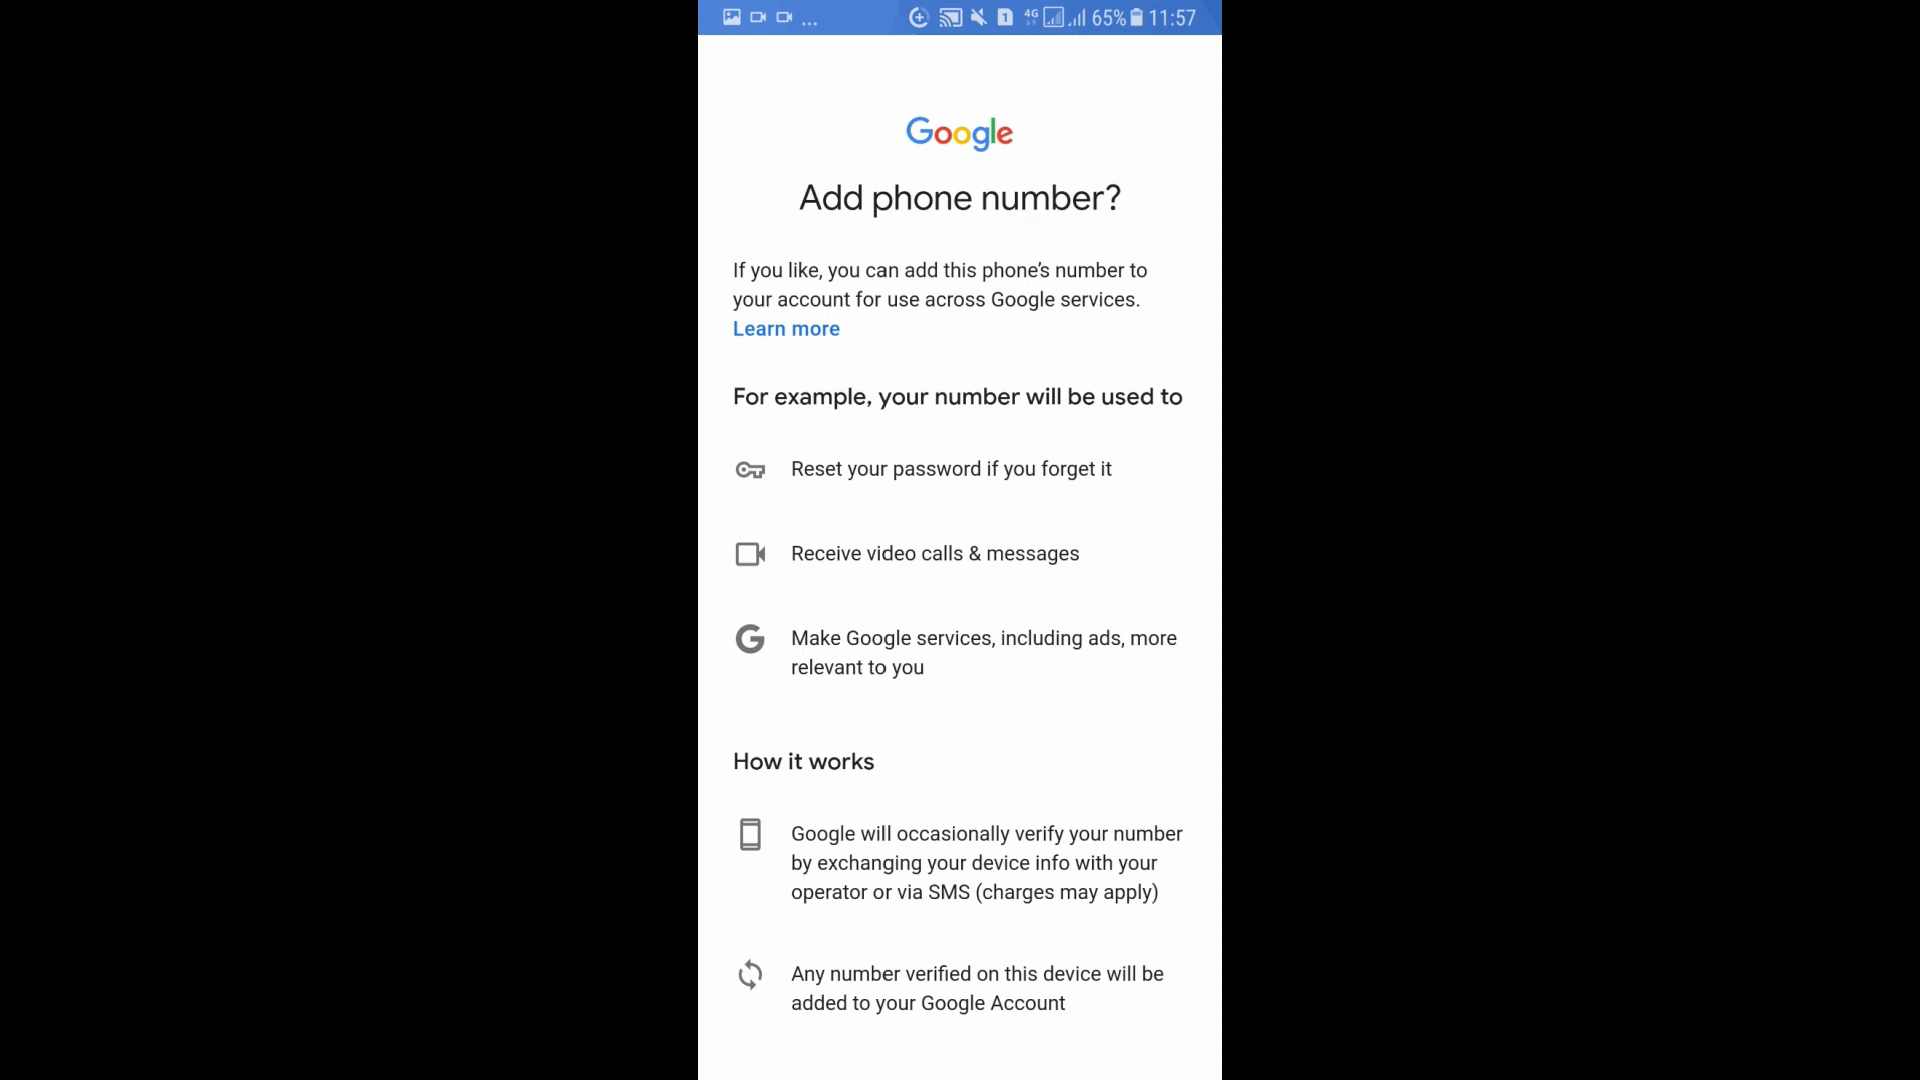 ... 1 4G 65% 11:57
Google
Add phone number?
If you like, you can add this phone's number to
your account for use across Google services.
Learn more
For example, your number will be used to
Reset your password if you forget it
Receive video calls & messages
Make Google services, including ads, more
relevant to you
How it works
Google will occasionally verify your number
by exchanging your device info with your
operator or via SMS (charges may apply)
Any number verified on this device will be
added to your Google Account